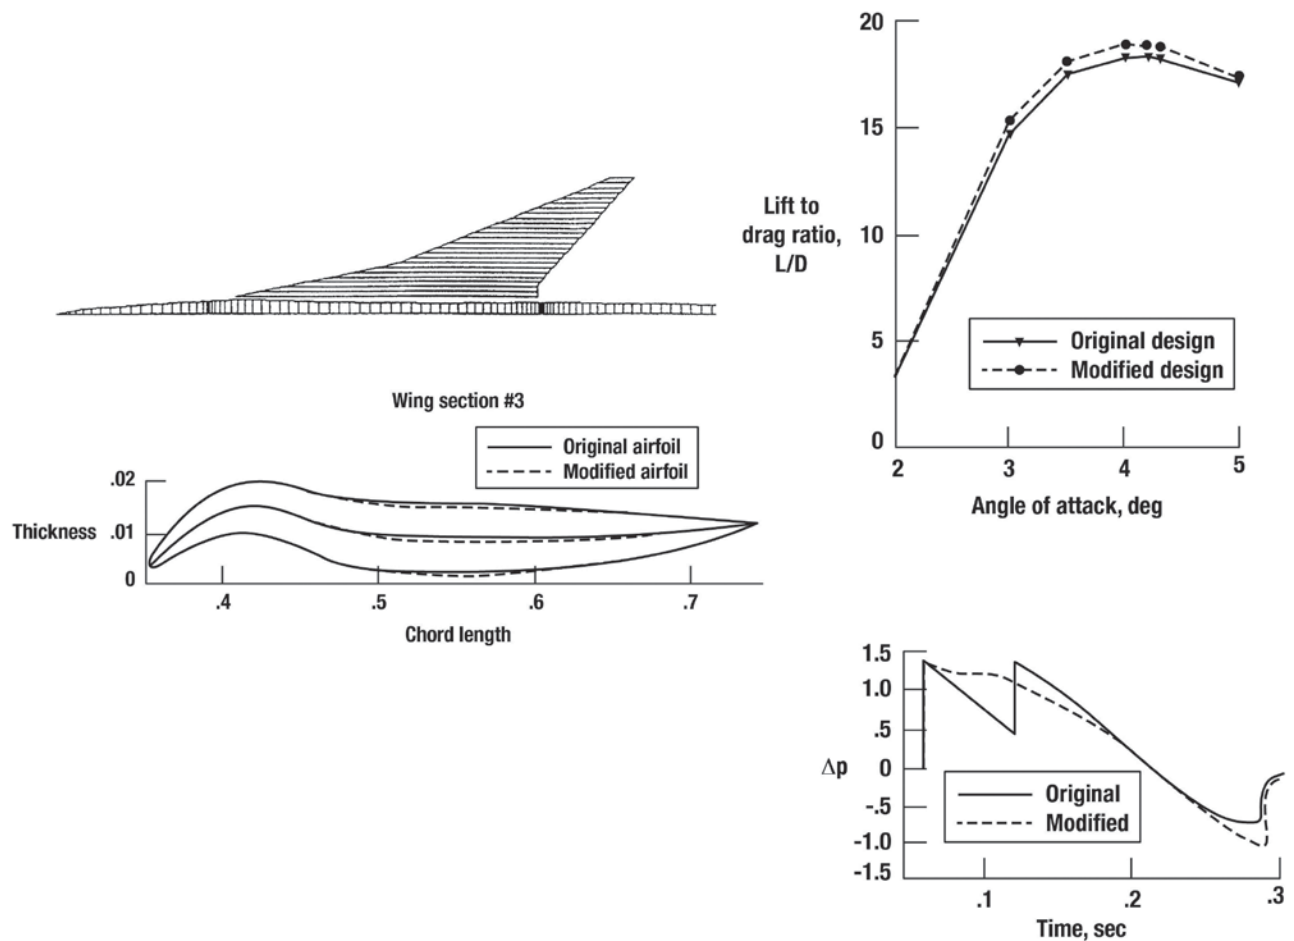 Wing section #3
Original airfoil
Modified airfoil
.02
Thickness .01
0
.4 .5 .6 .7
Chord length
20
15
Lift to
drag ratio,
L/D
10
5
0
Original design
Modified design
2 3 4 5
Angle of attack, deg
1.5
1.0
.5
Δp 0
-.5
-1.0
-1.5
Original
Modified
.1 .2 .3
Time, sec